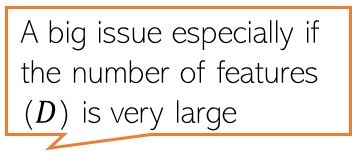 A big issue especially if
the number of features
(D) is very large